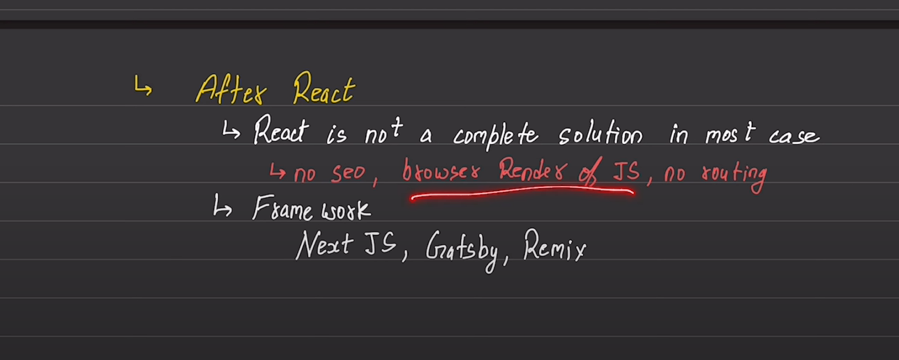 ↳ After React
↳ React is not a complete solution in most case
↳ no seo, browser Render of JS, no routing
↳ Frame work
Next JS, Gatsby, Remix